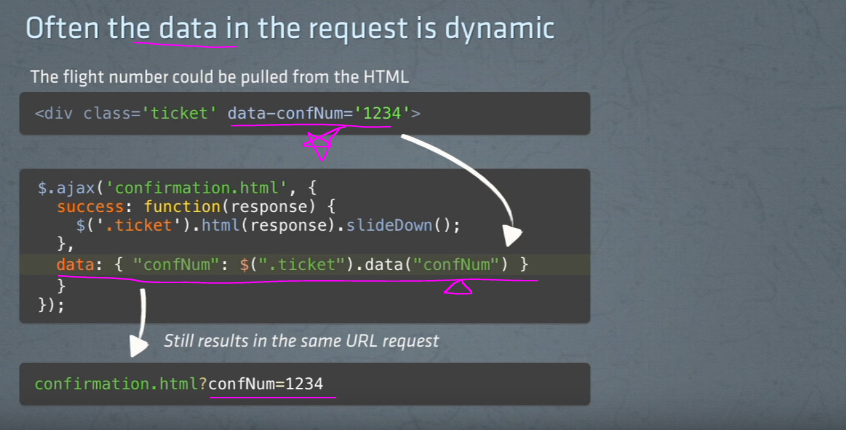 Often the data in the request is dynamic
The flight number could be pulled from the HTML
<div class='ticket' data-confNum='1234'>
$.ajax('confirmation.html', {
success: function(response) {
$('.ticket').html(response).slideDown();
},
data: { "confNum": $(".ticket").data("confNum") }
}
});
Still results in the same URL request
confirmation.html?confNum=1234